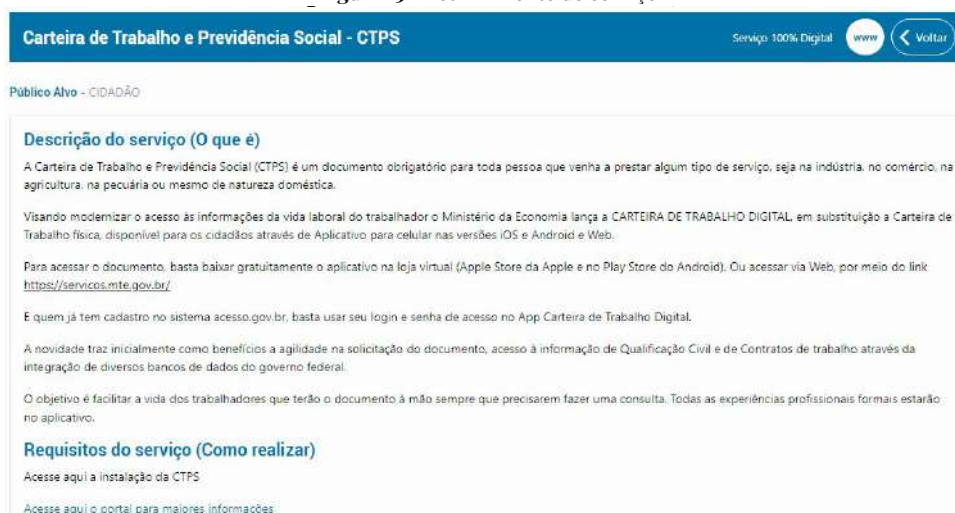 Carteira de Trabalho e Previdência Social - CTPS
Serviço 100% Digital
www
Voltar
Público Alvo - CIDADÃO
Descrição do serviço (O que é)
A Carteira de Trabalho e Previdência Social (CTPS) é um documento obrigatório para toda pessoa que venha a prestar algum tipo de serviço, seja na indústria, no comércio, na
agricultura, na pecuária ou mesmo de natureza doméstica.
Visando modernizar o acesso às informações da vida laboral do trabalhador o Ministério da Economia lança a CARTEIRA DE TRABALHO DIGITAL, em substituição a Carteira de
Trabalho física, disponível para os cidadãos através de Aplicativo para celular nas versões iOS e Android e Web.
Para acessar o documento, basta baixar gratuitamente o aplicativo na loja virtual (Apple Store da Apple e no Play Store do Android). Ou acessar via Web, por meio do link
https://servicos.mte.gov.br/
E quem já tem cadastro no sistema acesso.gov.br, basta usar seu login e senha de acesso no App Carteira de Trabalho Digital.
A novidade traz inicialmente como benefícios a agilidade na solicitação do documento, acesso à informação de Qualificação Civil e de Contratos de trabalho através da
integração de diversos bancos de dados do governo federal.
O objetivo é facilitar a vida dos trabalhadores que terão o documento à mão sempre que precisarem fazer uma consulta. Todas as experiências profissionais formais estarão
no aplicativo.
Requisitos do serviço (Como realizar)
Acesse aqui a instalação da CTPS
Acesse aqui o portal para maiores informações